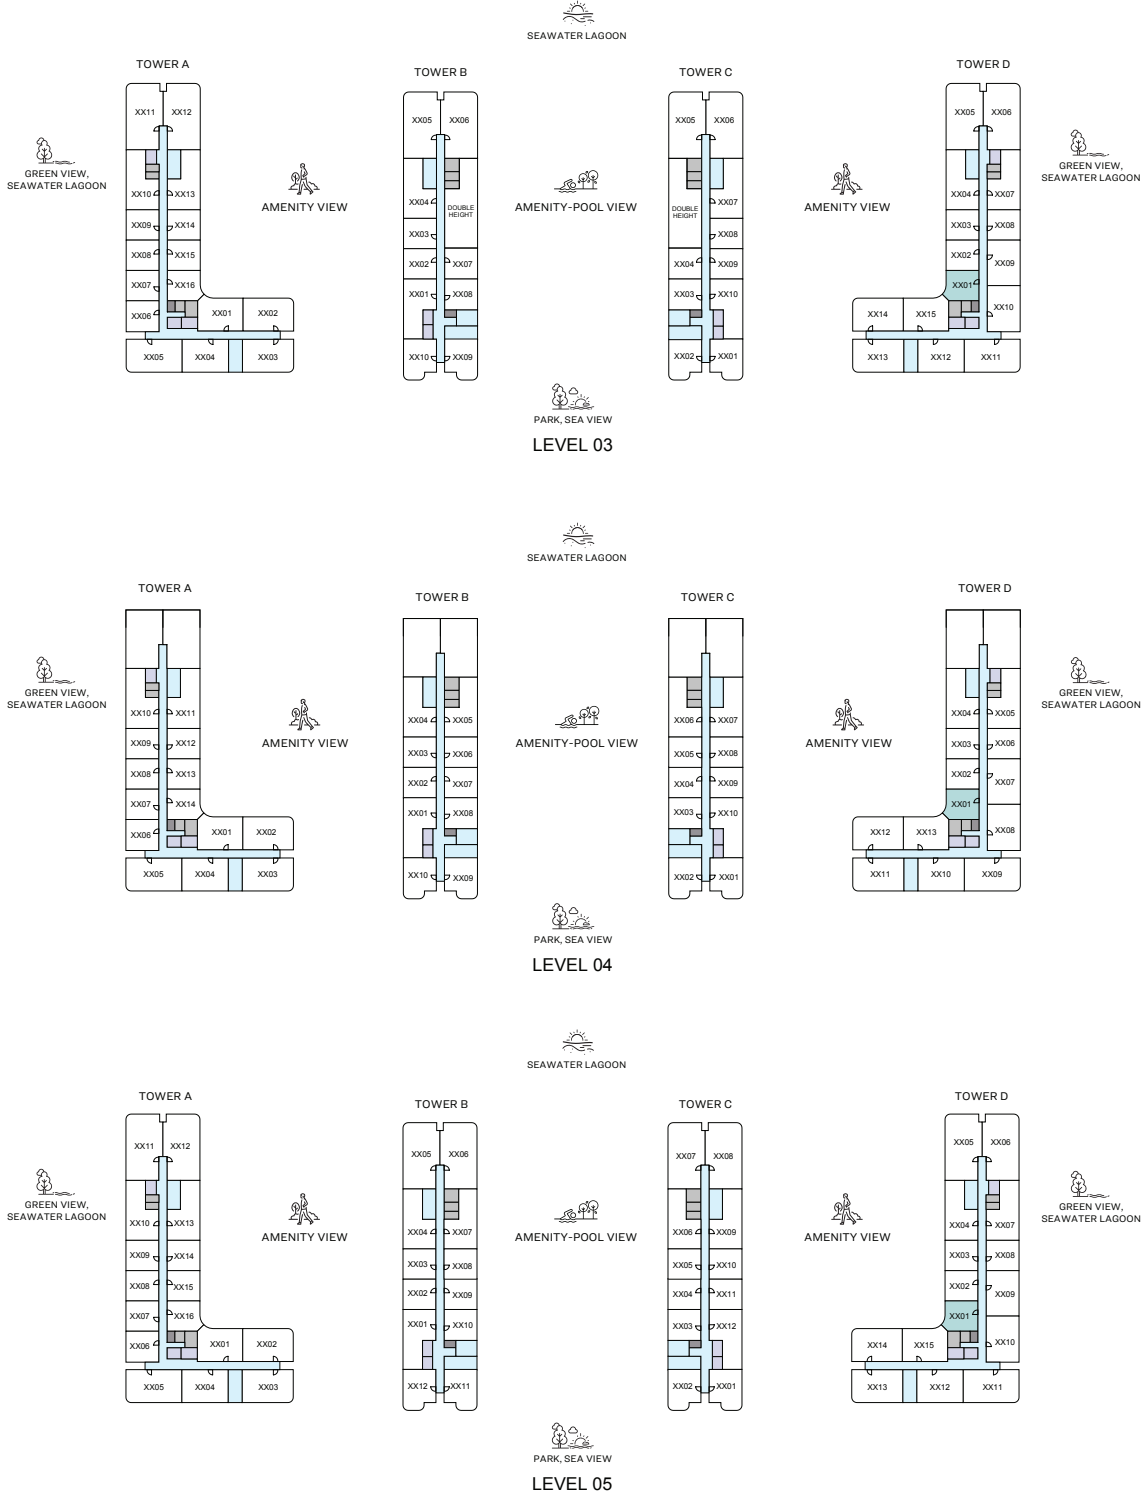 SEAWATER LAGOON
TOWER A
TOWER B
TOWER C
TOWER D
XX11 XX12
XX05 XX06
XX05 XX06
XX05 XX06
GREEN VIEW,
SEAWATER LAGOON
AMENITY VIEW
AMENITY-POOL VIEW
AMENITY VIEW
GREEN VIEW,
SEAWATER LAGOON
XX10 XX13
XX04
DOUBLE
HEIGHT
DOUBLE
HEIGHT
XX07
XX04 XX07
XX09 XX14
XX03
XX08
XX03 XX08
XX08 XX15
XX02 XX07
XX04 XX09
XX02
XX09
XX07 XX16
XX01 XX08
XX03 XX10
XX01
XX06
XX01 XX02
XX14 XX15
XX10
XX05 XX04 XX03
XX10 XX09
XX02 XX01
XX13 XX12 XX11
PARK, SEA VIEW
LEVEL 03
SEAWATER LAGOON
TOWER A
TOWER B
TOWER C
TOWER D
GREEN VIEW,
SEAWATER LAGOON
AMENITY VIEW
AMENITY-POOL VIEW
AMENITY VIEW
GREEN VIEW,
SEAWATER LAGOON
XX10 XX11
XX04 XX05
XX06 XX07
XX04 XX05
XX09 XX12
XX03 XX06
XX05 XX08
XX03 XX06
XX08 XX13
XX02 XX07
XX04 XX09
XX02
XX07
XX07 XX14
XX01 XX08
XX03 XX10
XX01
XX06
XX01 XX02
XX12 XX13
XX08
XX05 XX04 XX03
XX10 XX09
XX02 XX01
XX11 XX10 XX09
PARK, SEA VIEW
LEVEL 04
SEAWATER LAGOON
TOWER A
TOWER B
TOWER C
TOWER D
XX11 XX12
XX05 XX06
XX07 XX08
XX05 XX06
GREEN VIEW,
SEAWATER LAGOON
AMENITY VIEW
AMENITY-POOL VIEW
AMENITY VIEW
GREEN VIEW,
SEAWATER LAGOON
XX10 XX13
XX04 XX07
XX06 XX09
XX04 XX07
XX09 XX14
XX03 XX08
XX05 XX10
XX03 XX08
XX08 XX15
XX02 XX09
XX04 XX11
XX02
XX09
XX07 XX16
XX01 XX10
XX03 XX12
XX01
XX06
XX01 XX02
XX14 XX15
XX10
XX05 XX04 XX03
XX12 XX11
XX02 XX01
XX13 XX12 XX11
PARK, SEA VIEW
LEVEL 05